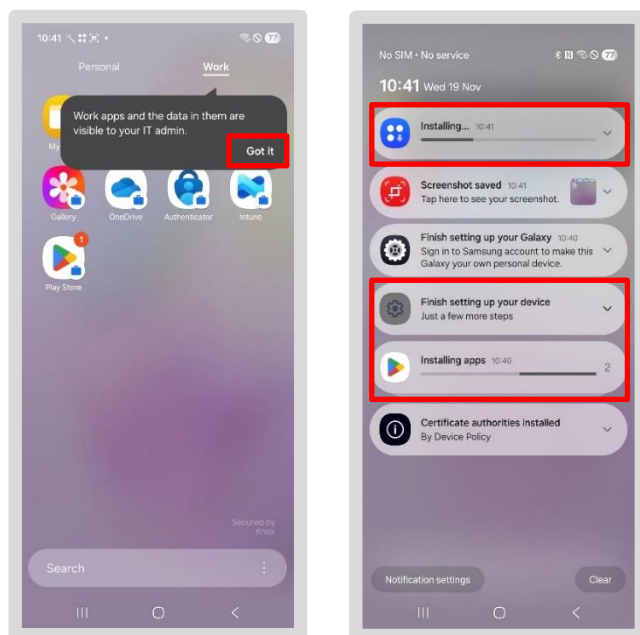 10:41
77
Personal
Work
Work apps and the data in them are
visible to your IT admin.
Got it
My
Gallery
OneDrive
Authenticator
Intune
1
Play Store
Secured by
Knox
Search
No SIM • No service
77
10:41 Wed 19 Nov
Installing... 10:41
Screenshot saved 10:41
Tap here to see your screenshot.
Finish setting up your Galaxy 10:40
Sign in to Samsung account to make this
Galaxy your own personal device.
Finish setting up your device
Just a few more steps
Installing apps 10:40
2
Certificate authorities installed
By Device Policy
Notification settings
Clear